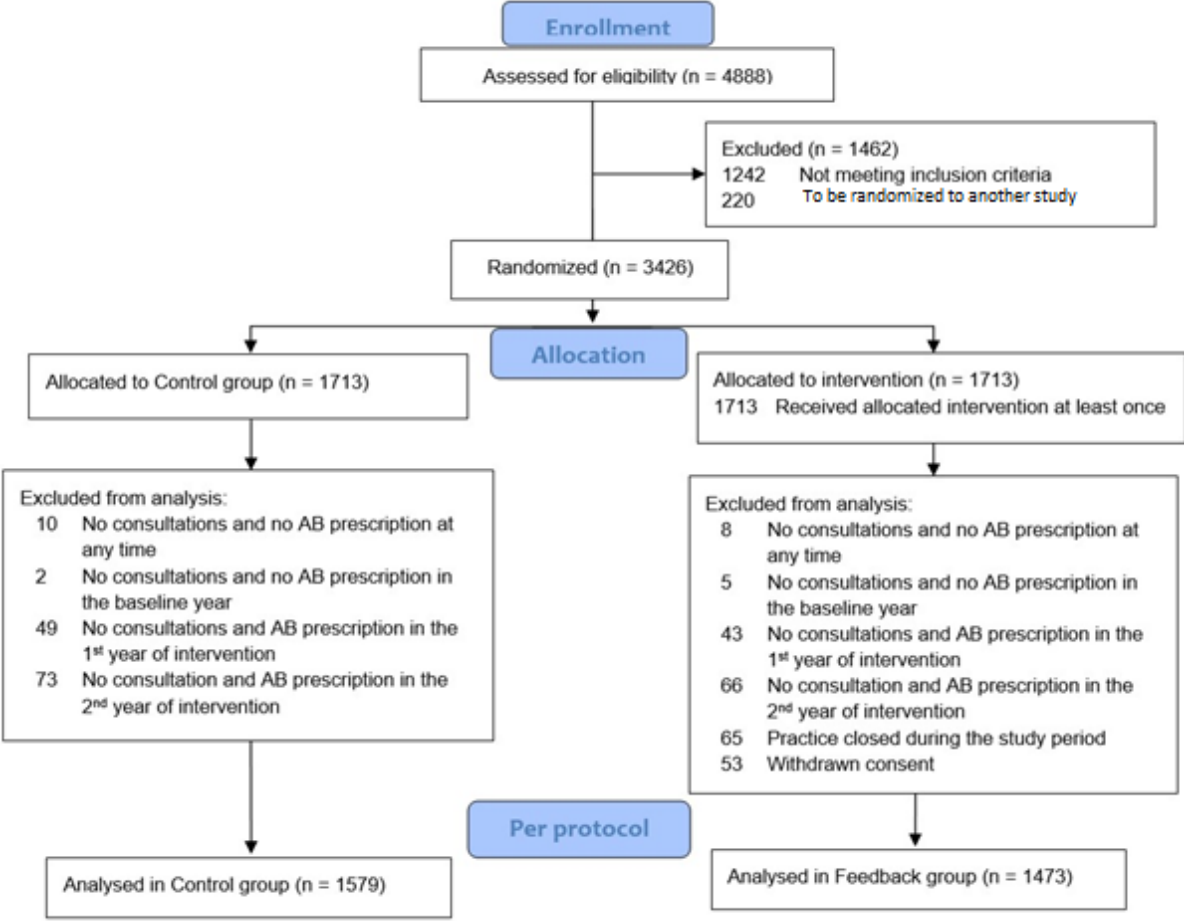 Enrollment
Assessed for eligibility (n = 4888)
Excluded (n = 1462)
1242 Not meeting inclusion criteria
220 To be randomized to another study
Randomized (n = 3426)
Allocation
Allocated to Control group (n = 1713)
Allocated to intervention (n = 1713)
1713 Received allocated intervention at least once
Excluded from analysis:
10 No consultations and no AB prescription at
any time
2 No consultations and no AB prescription in
the baseline year
49 No consultations and AB prescription in the
1st year of intervention
73 No consultation and AB prescription in the
2nd year of intervention
Excluded from analysis:
8 No consultations and no AB prescription at
any time
5 No consultations and no AB prescription in
the baseline year
43 No consultations and AB prescription in the
1st year of intervention
66 No consultation and AB prescription in the
2nd year of intervention
65 Practice closed during the study period
53 Withdrawn consent
Per protocol
Analysed in Control group (n = 1579)
Analysed in Feedback group (n = 1473)